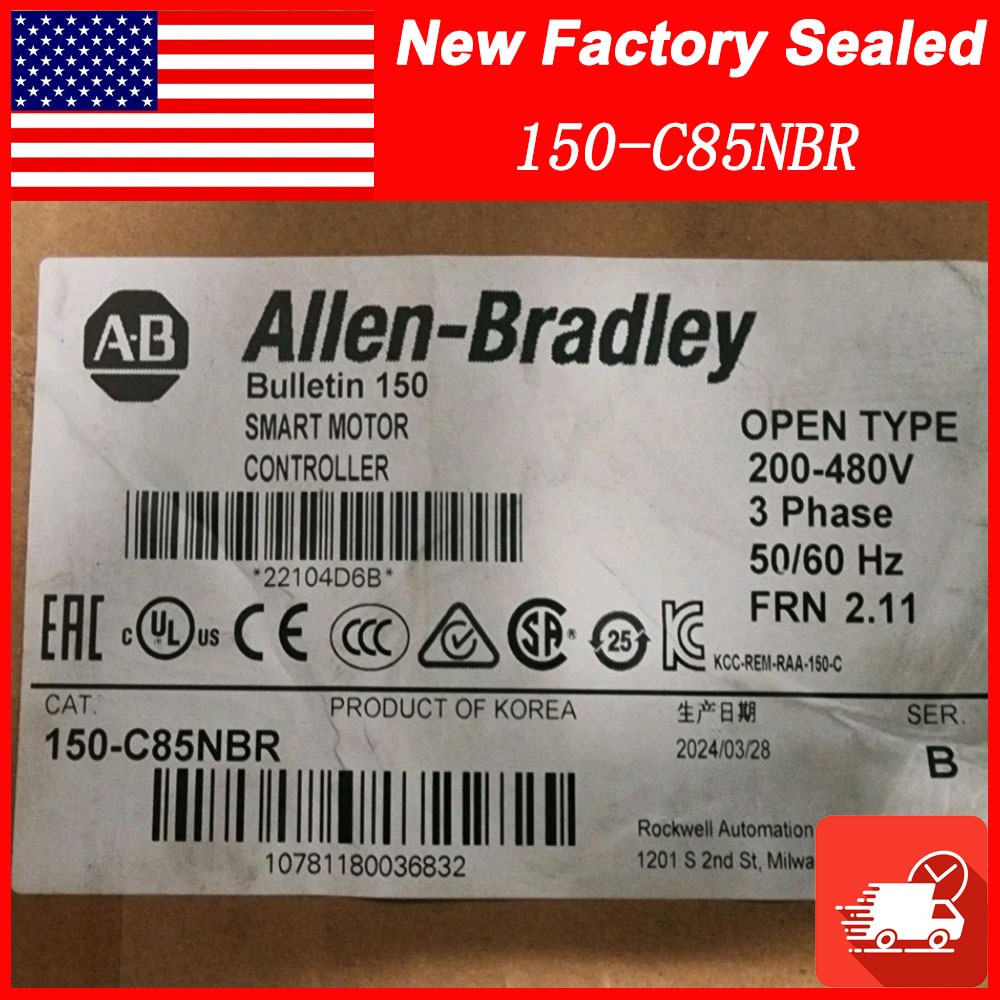 New Factory Sealed
150-C85NBR
A-B
Allen-Bradley
Bulletin 150
SMART MOTOR
CONTROLLER
*22104D6B*
OPEN TYPE
200-480V
3 Phase
50/60 Hz
FRN 2.11
EAC
C UL US CE CCC SA ® 25 KC
KCC-REM-RAA-150-C
CAT.
150-C85NBR
PRODUCT OF KOREA
生产日期
2024/03/28
SER.
B
10781180036832
Rockwell Automation
1201 S 2nd St,